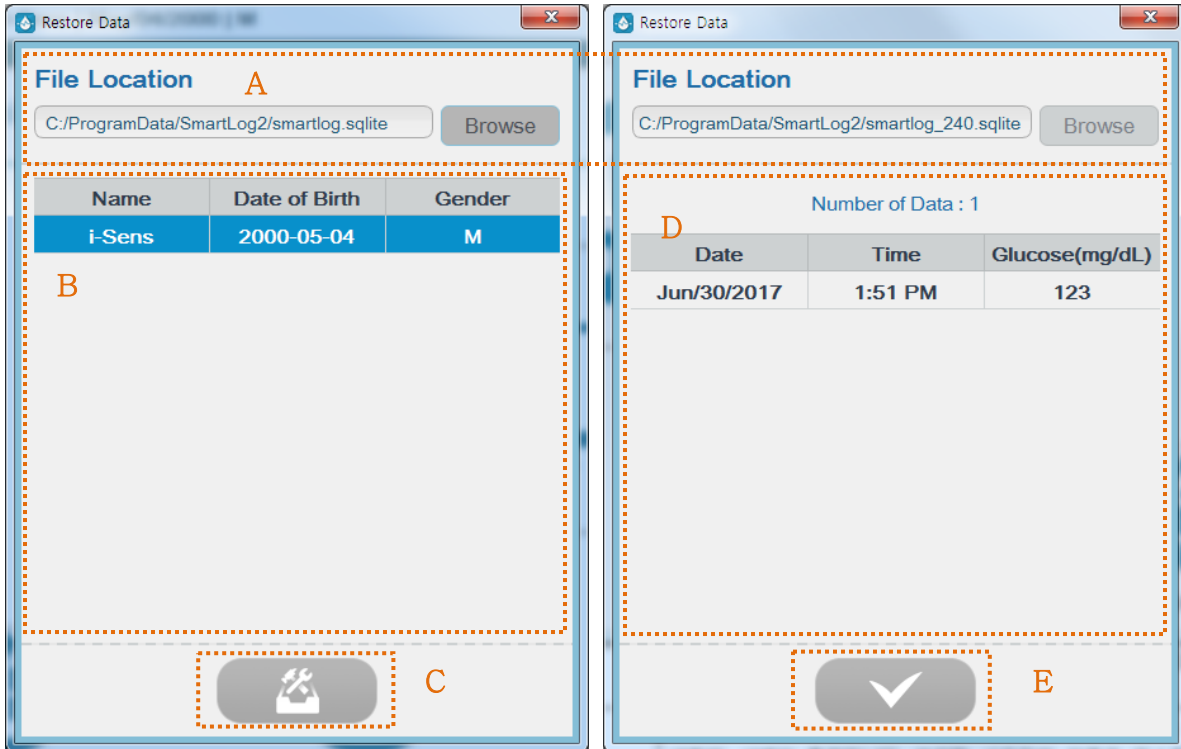 Restore Data
File Location
A
C:/ProgramData/SmartLog2/smartlog.sqlite Browse
Name Date of Birth Gender
i-Sens 2000-05-04 M
B
C
Restore Data
File Location
C:/ProgramData/SmartLog2/smartlog_240.sqlite Browse
Number of Data : 1
D
Date Time Glucose(mg/dL)
Jun/30/2017 1:51 PM 123
E